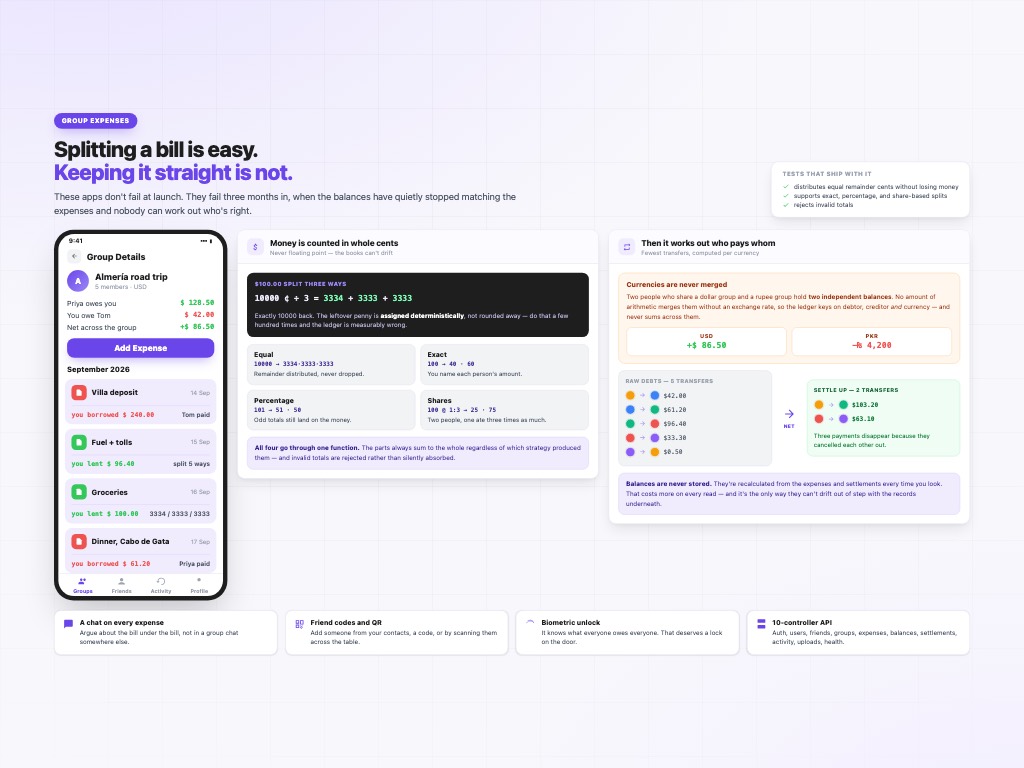 GROUP EXPENSES
Splitting a bill is easy.
Keeping it straight is not.
These apps don't fail at launch. They fail three months in, when the balances have quietly stopped matching the
expenses and nobody can work out who's right.
TESTS THAT SHIP WITH IT
✓ distributes equal remainder cents without losing money
✓ supports exact, percentage, and share-based splits
✓ rejects invalid totals
9:41
← Group Details
A
Almería road trip
5 members · USD
Priya owes you $ 128.50
You owe Tom $ 42.00
Net across the group +$ 86.50
Add Expense
September 2026
Villa deposit 14 Sep
you borrowed $ 240.00 Tom paid
Fuel + tolls 15 Sep
you lent $ 96.40 split 5 ways
Groceries 16 Sep
you lent $ 100.00 3334 / 3333 / 3333
Dinner, Cabo de Gata 17 Sep
you borrowed $ 61.20 Priya paid
Groups Friends Activity Profile
$
Money is counted in whole cents
Never floating point — the books can't drift
$100.00 SPLIT THREE WAYS
10000 ¢ ÷ 3 = 3334 + 3333 + 3333
Exactly 10000 back. The leftover penny is assigned deterministically, not rounded away — do that a few
hundred times and the ledger is measurably wrong.
Equal
10000 → 3334·3333·3333
Remainder distributed, never dropped.
Exact
100 → 40 · 60
You name each person's amount.
Percentage
101 → 51 · 50
Odd totals still land on the money.
Shares
100 @ 1:3 → 25 · 75
Two people, one ate three times as much.
All four go through one function. The parts always sum to the whole regardless of which strategy produced
them — and invalid totals are rejected rather than silently absorbed.
Then it works out who pays whom
Fewest transfers, computed per currency
Currencies are never merged
Two people who share a dollar group and a rupee group hold two independent balances. No amount of
arithmetic merges them without an exchange rate, so the ledger keys on debtor, creditor and currency — and
never sums across them.
USD
+$ 86.50
PKR
−₨ 4,200
RAW DEBTS — 5 TRANSFERS
→ $42.00
→ $61.20
→ $96.40
→ $33.30
→ $0.50
→
NET
SETTLE UP — 2 TRANSFERS
→ $103.20
→ $63.10
Three payments disappear because they
cancelled each other out.
Balances are never stored. They're recalculated from the expenses and settlements every time you look.
That costs more on every read — and it's the only way they can't drift out of step with the records
underneath.
A chat on every expense
Argue about the bill under the bill, not in a group chat
somewhere else.
Friend codes and QR
Add someone from your contacts, a code, or by scanning them
across the table.
Biometric unlock
It knows what everyone owes everyone. That deserves a lock
on the door.
10-controller API
Auth, users, friends, groups, expenses, balances, settlements,
activity, uploads, health.